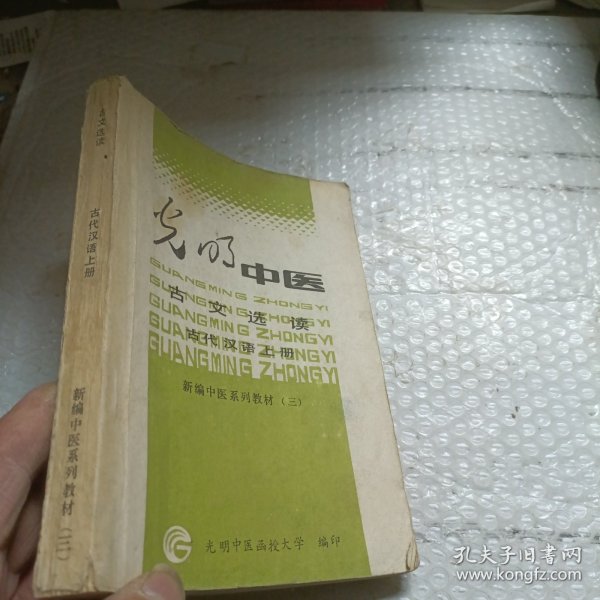 古文选读
古代汉语上册
新编中医系列教材（三）
光明中医
GUANGMING ZHONGYI
GUANGMING ZHONGYI
古文选读
GUANGMING ZHONGYI
古代汉语上册
GUANGMING ZHONGYI
新编中医系列教材（三）
光明中医函授大学 编印
孔夫子旧书网
www.kongfz.com